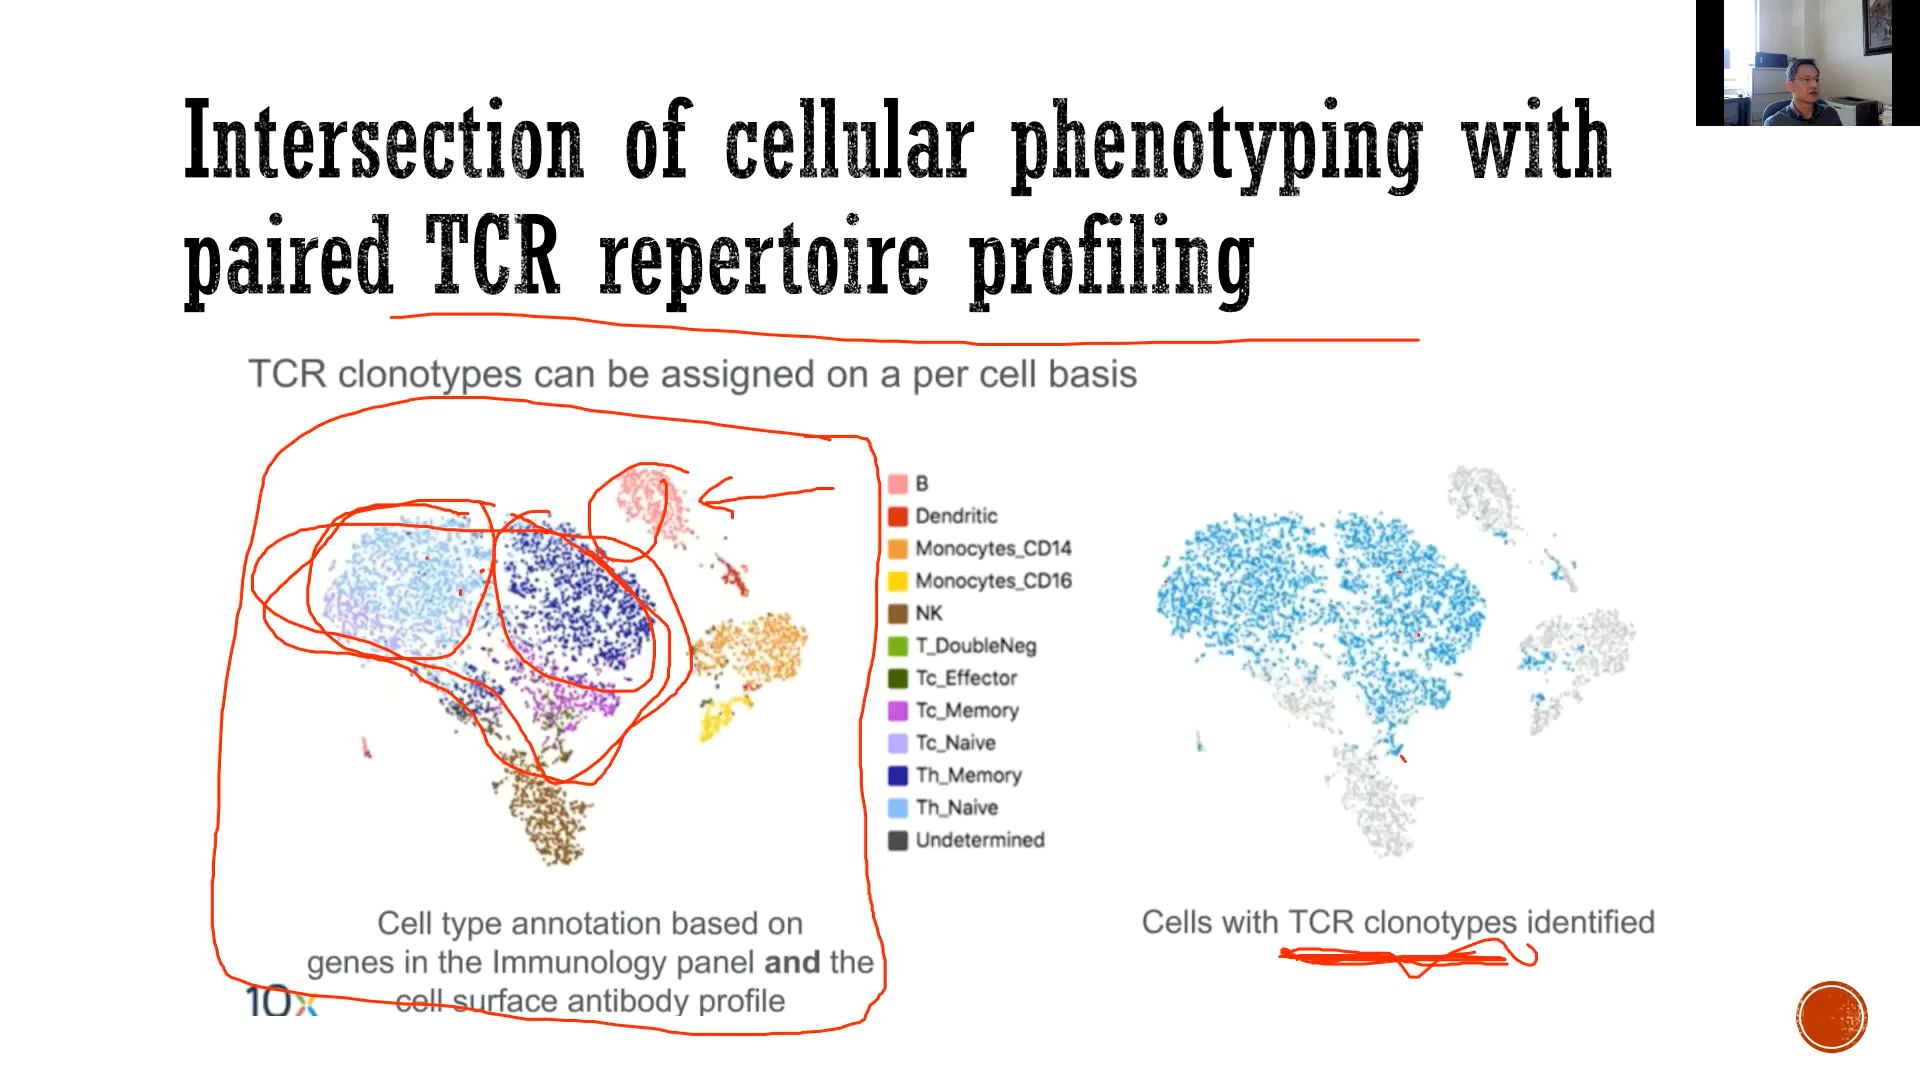 Intersection of cellular phenotyping with
paired TCR repertoire profiling
TCR clonotypes can be assigned on a per cell basis
B
Dendritic
Monocytes_CD14
Monocytes_CD16
NK
T_DoubleNeg
Tc_Effector
Tc_Memory
Tc_Naive
Th_Memory
Th_Naive
Undetermined
Cell type annotation based on
genes in the Immunology panel and the
cell surface antibody profile
10x
Cells with TCR clonotypes identified